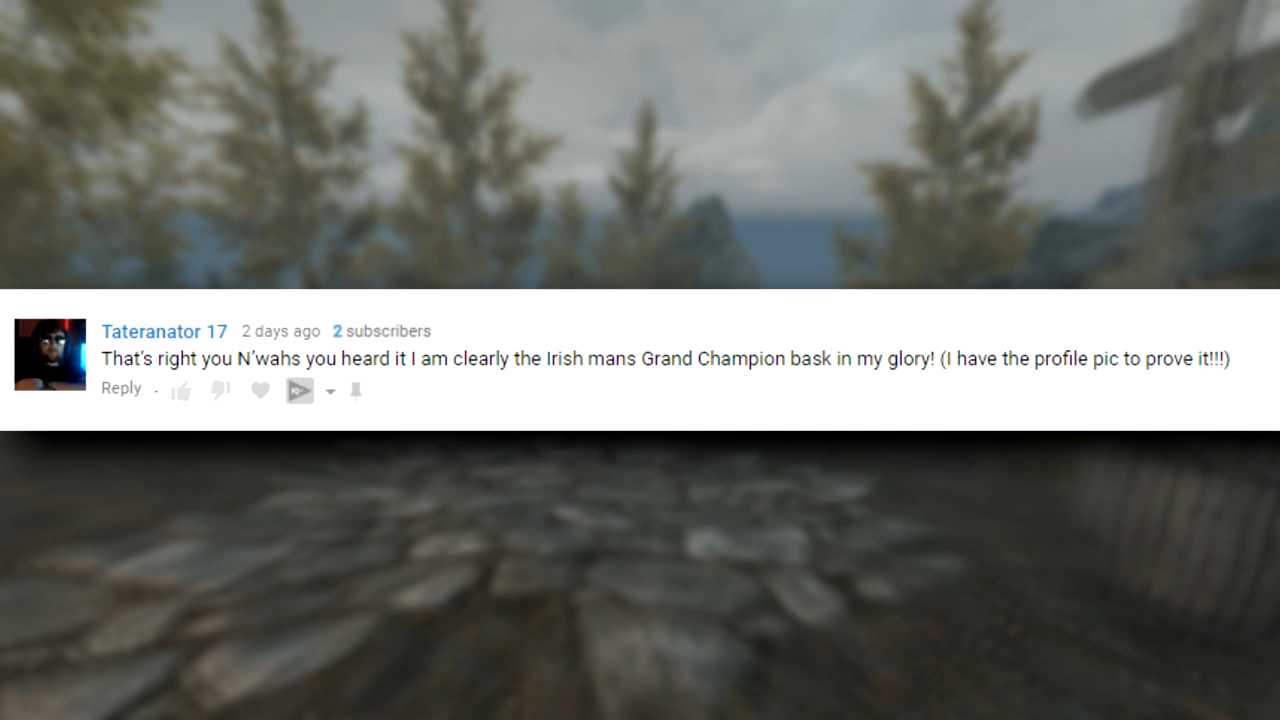 Tateranator 17 2 days ago 2 subscribers
That's right you N'wahs you heard it I am clearly the Irish mans Grand Champion bask in my glory! (I have the profile pic to prove it!!!)
Reply